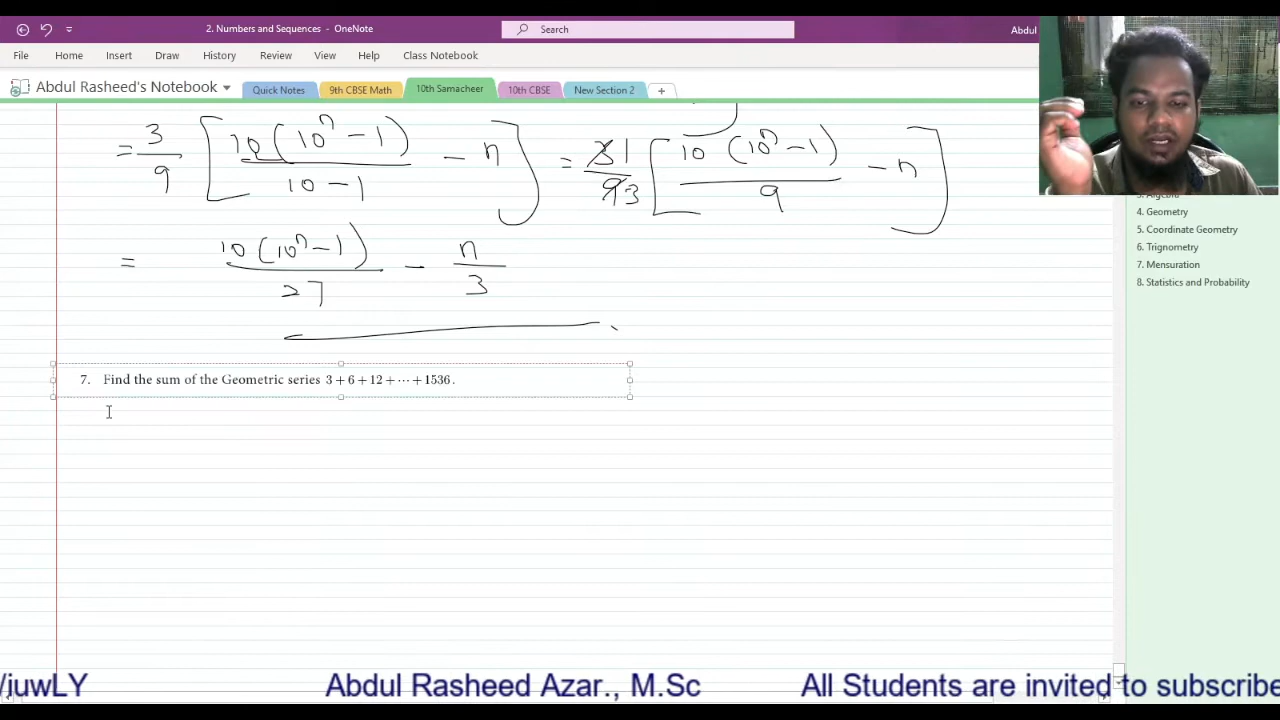 2. Numbers and Sequences - OneNote
Search
Abdul
File Home Insert Draw History Review View Help Class Notebook
Abdul Rasheed's Notebook
Quick Notes
9th CBSE Math
10th Samacheer
10th CBSE
New Section 2
= 3/9 [ 10 (10ⁿ - 1) / 10 - 1 - n ] = 3 1 / 9 3 [ 10 (10ⁿ - 1) / 9 - n ]
= 10 (10ⁿ - 1) / 27 - n / 3
7. Find the sum of the Geometric series 3 + 6 + 12 + ⋯ + 1536.
4. Geometry
5. Coordinate Geometry
6. Trignometry
7. Mensuration
8. Statistics and Probability
/juwLY Abdul Rasheed Azar., M.Sc All Students are invited to subscribe